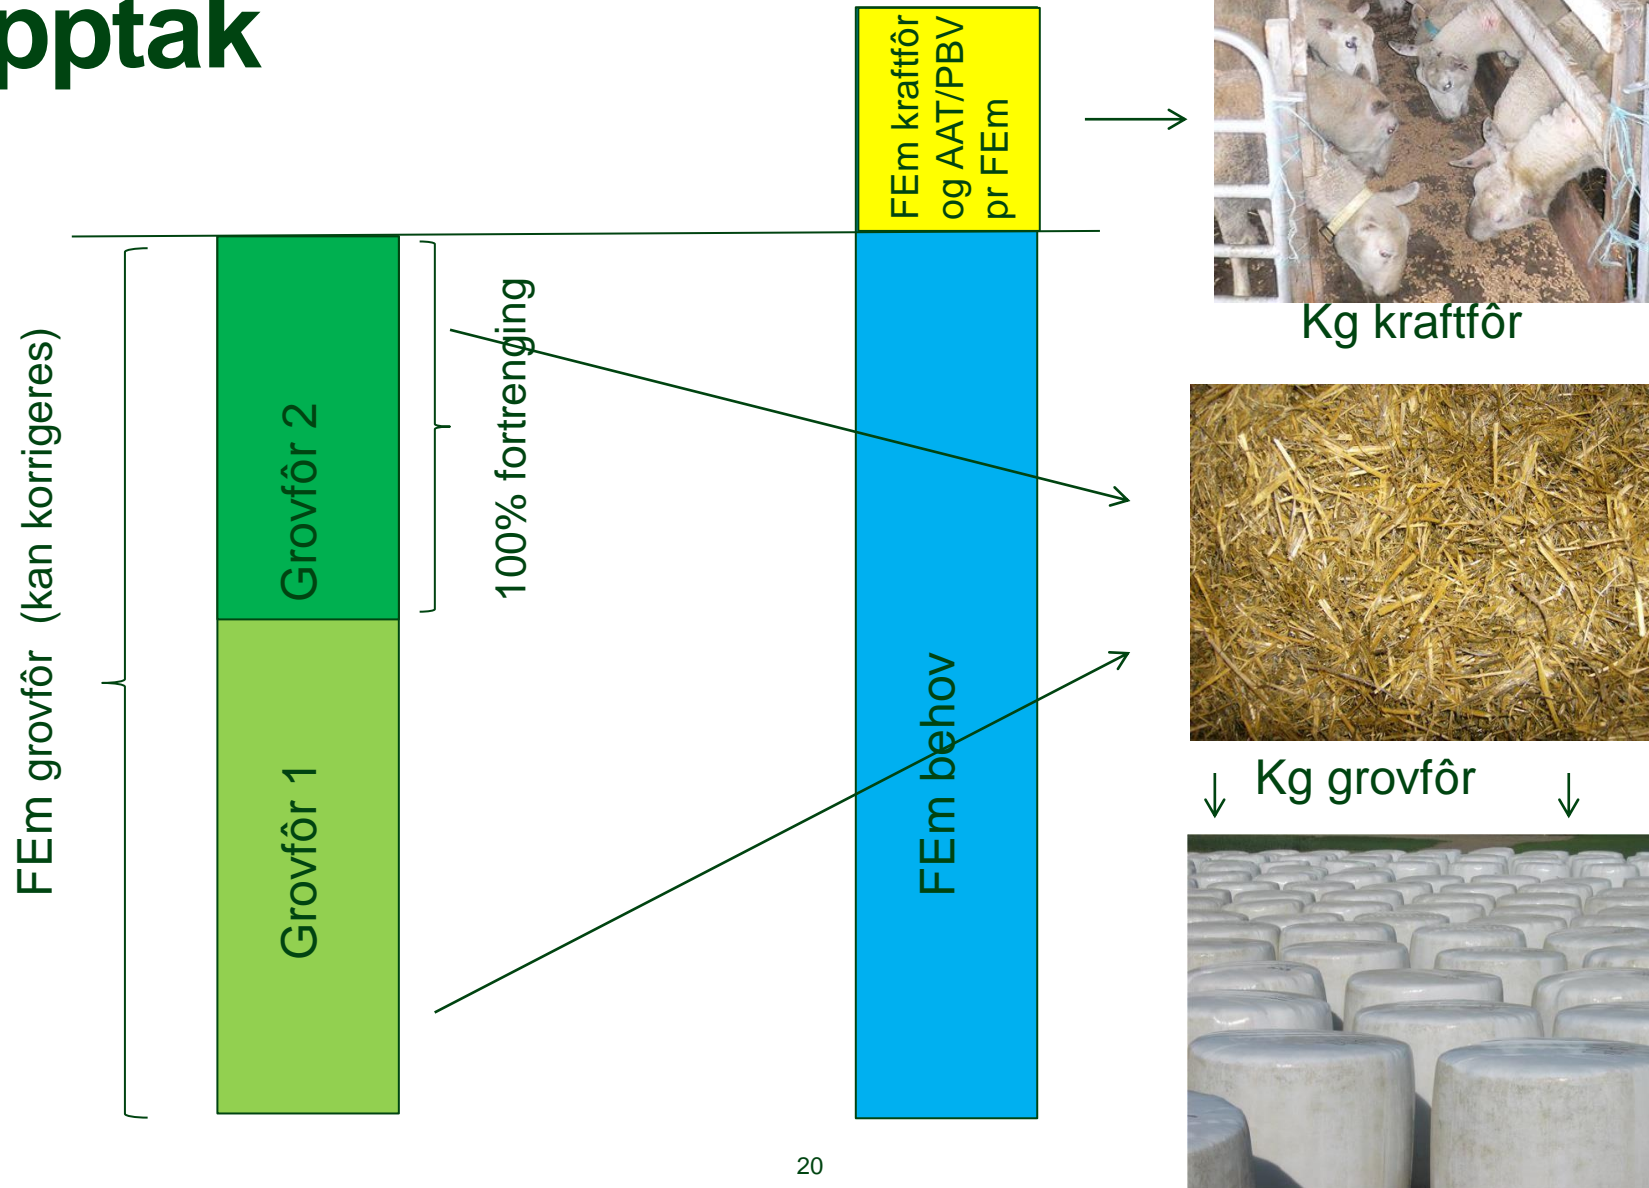 pptak
FEm kraftfôr
og AAT/PBV
pr FEm
Kg kraftfôr
FEm grovfôr (kan korrigeres)
Grovfôr 2
100% fortrenging
Grovfôr 1
FEm behov
Kg grovfôr
20